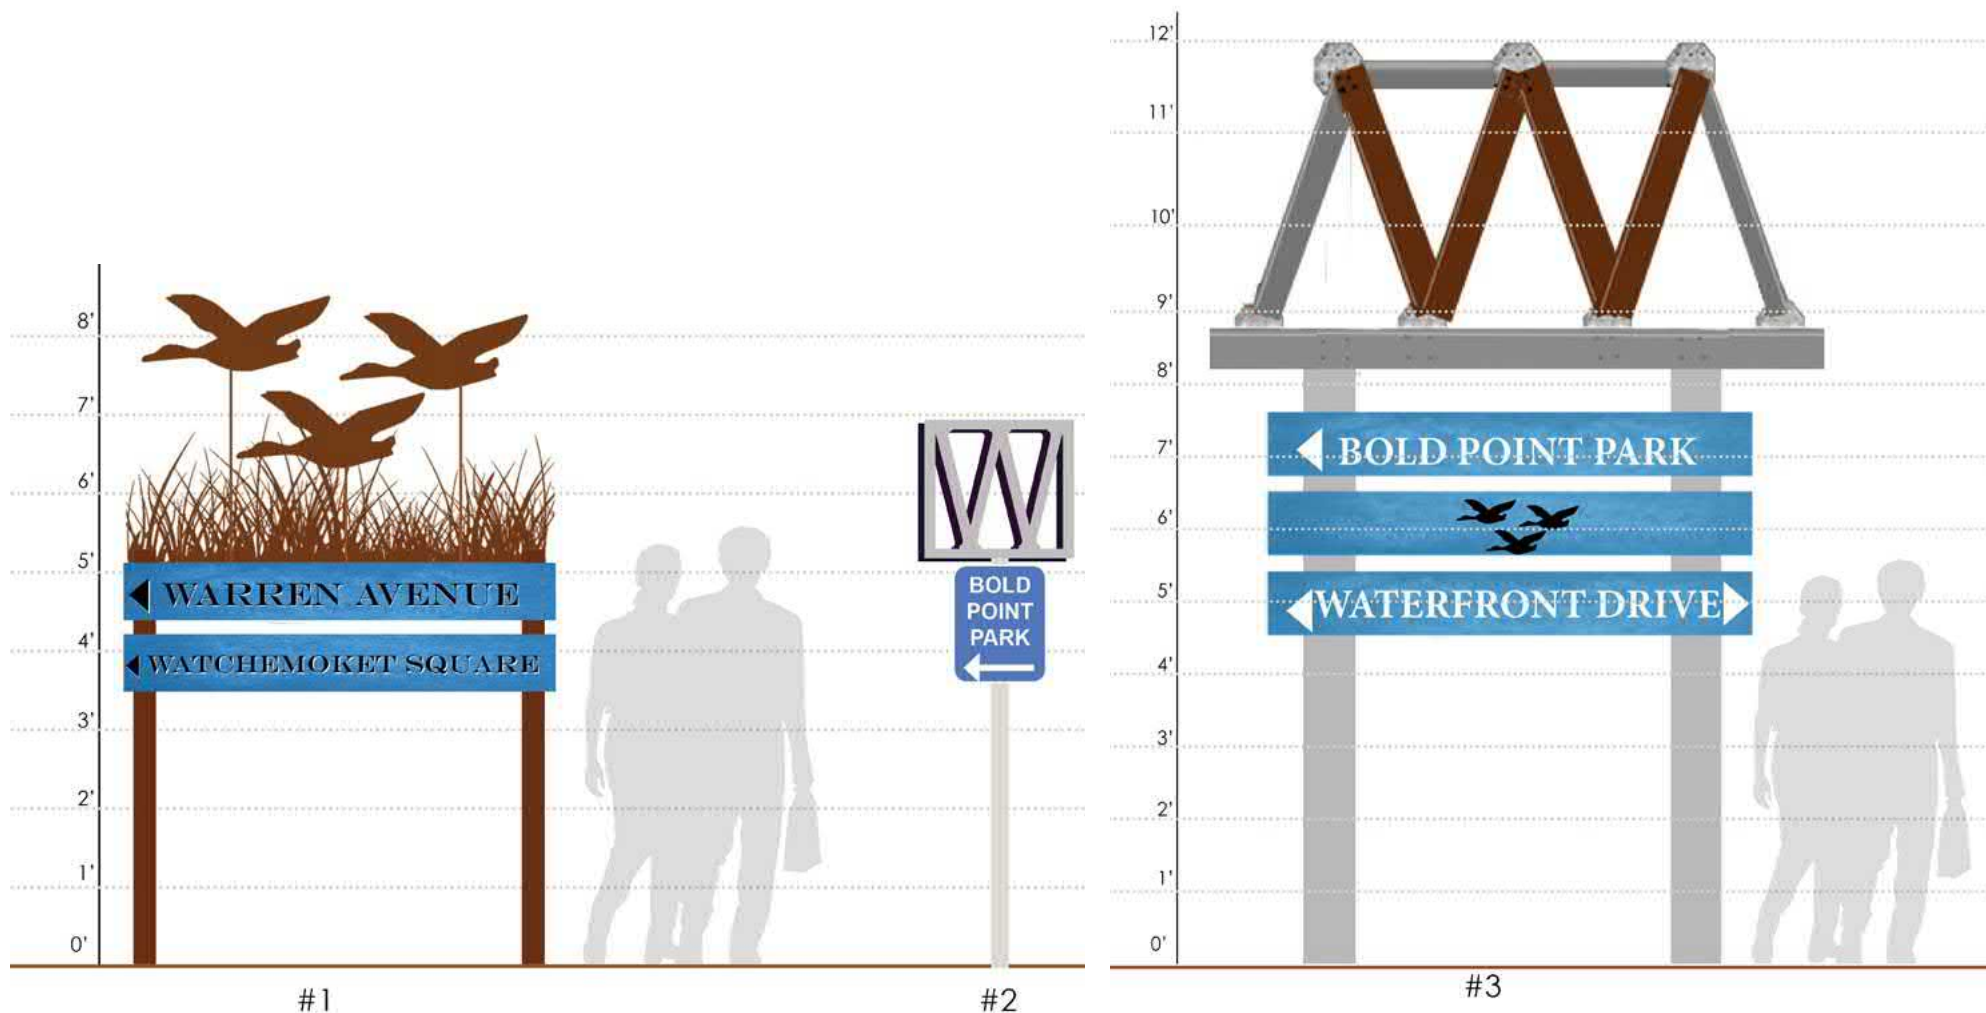 8'
7'
6'
5'
4'
3'
2'
1'
0'
WARREN AVENUE
WATCHEMOKET SQUARE
#1
W
BOLD
POINT
PARK
#2
12'
11'
10'
9'
8'
7'
6'
5'
4'
3'
2'
1'
0'
W
BOLD POINT PARK
WATERFRONT DRIVE
#3